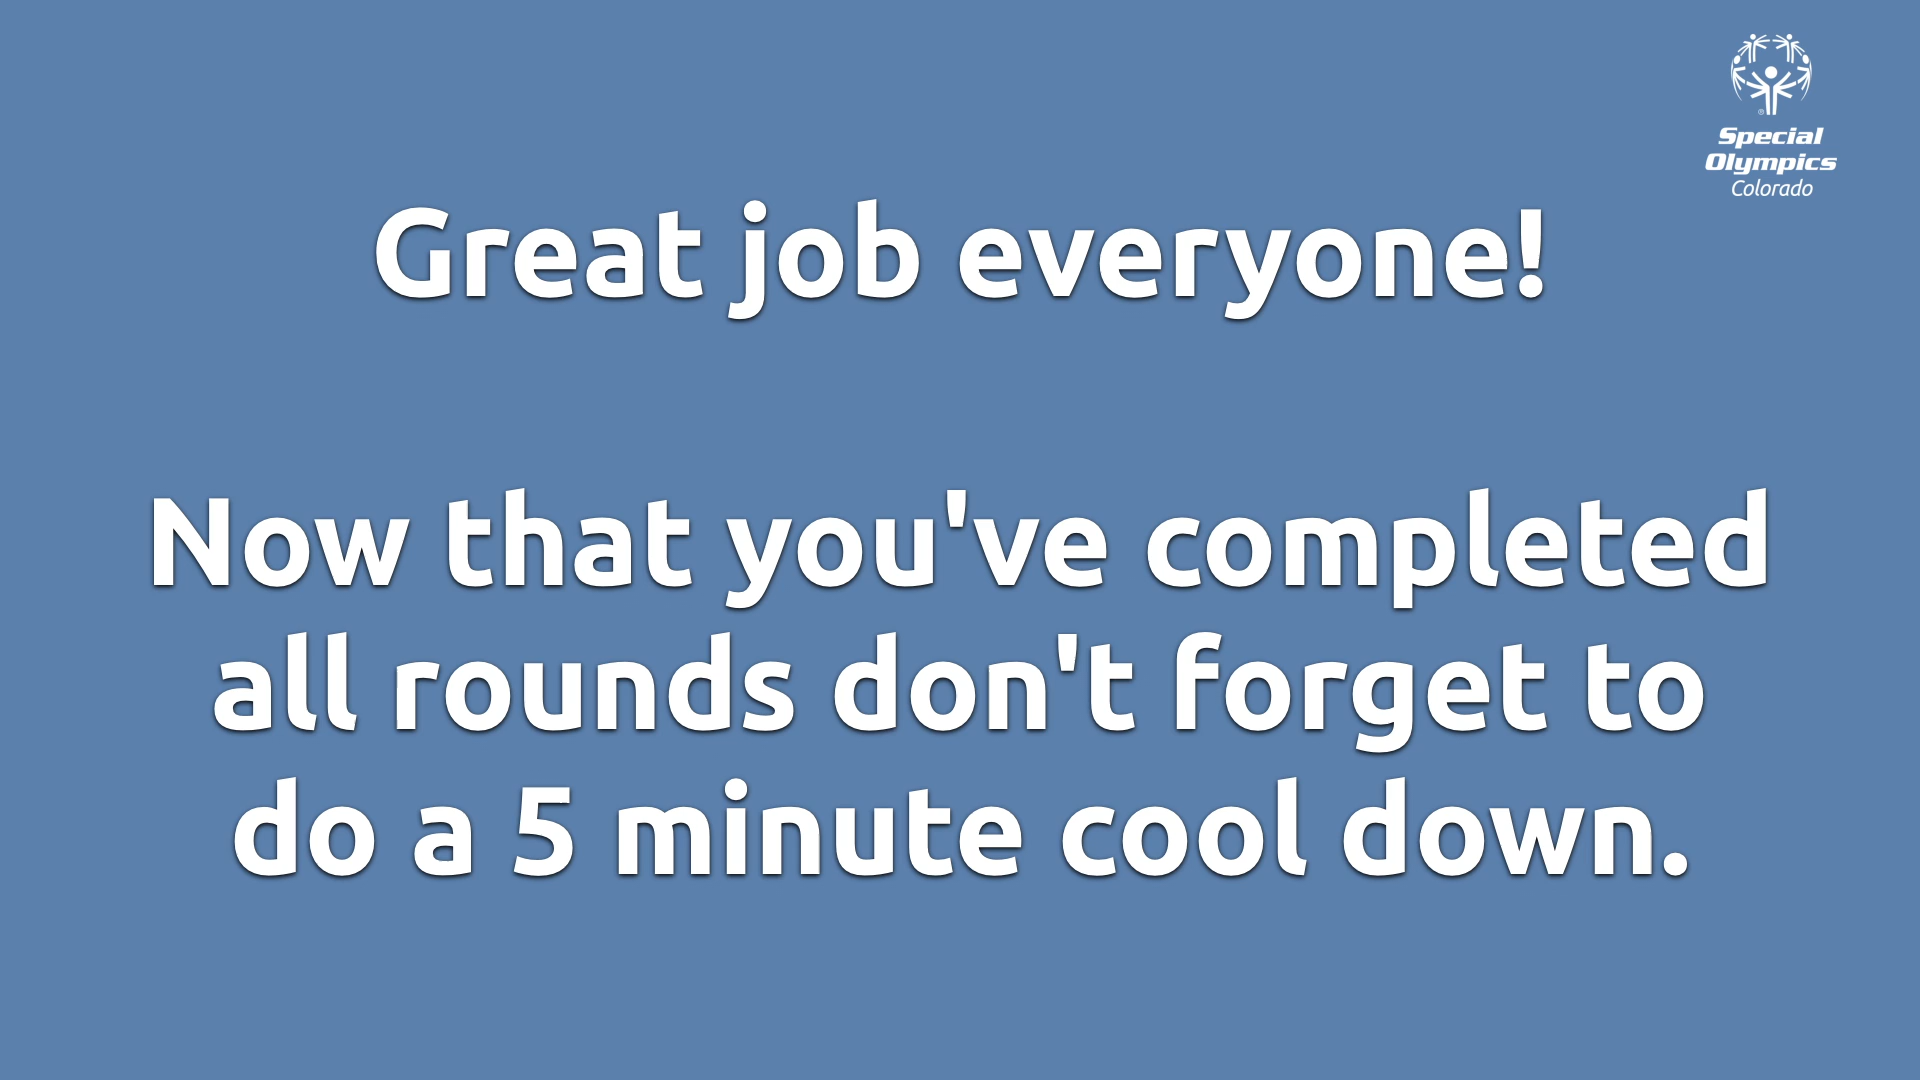 Special
Olympics
Colorado
Great job everyone!
Now that you've completed
all rounds don't forget to
do a 5 minute cool down.